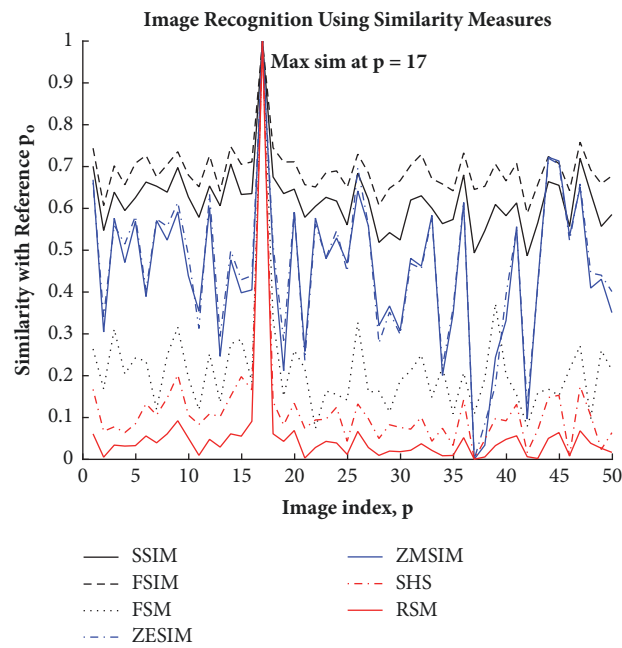 Image Recognition Using Similarity Measures
1
Max sim at p = 17
0.9
0.8
0.7
0.6
0.5
0.4
0.3
0.2
0.1
0
Similarity with Reference p₀
0 5 10 15 20 25 30 35 40 45 50
Image index, p
SSIM
FSIM
FSM
ZESIM
ZMSIM
SHS
RSM